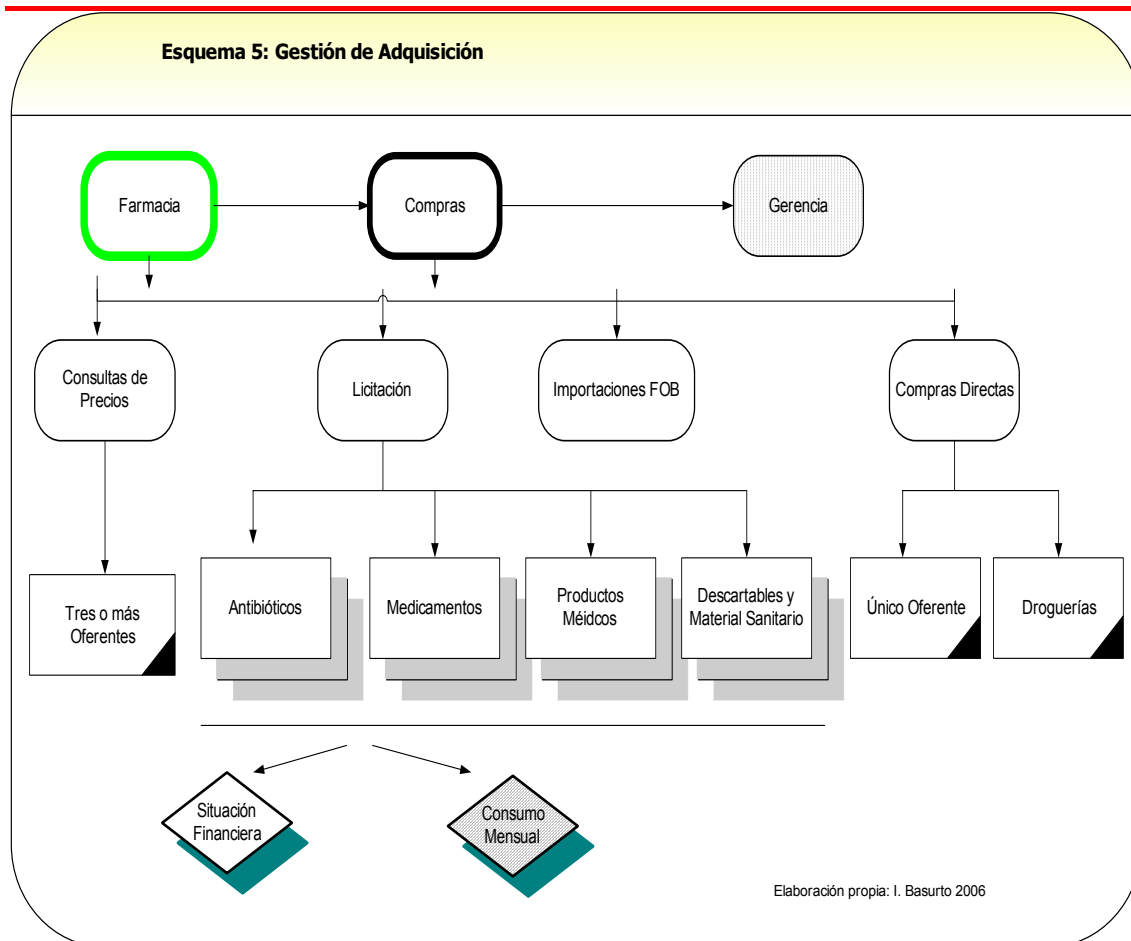 Esquema 5: Gestión de Adquisición
Farmacia
Compras
Gerencia
Consultas de
Precios
Licitación
Importaciones FOB
Compras Directas
Tres o más
Oferentes
Antibióticos
Medicamentos
Productos
Méidcos
Descartables y
Material Sanitario
Único Oferente
Droguerías
Situación
Financiera
Consumo
Mensual
Elaboración propia: I. Basurto 2006